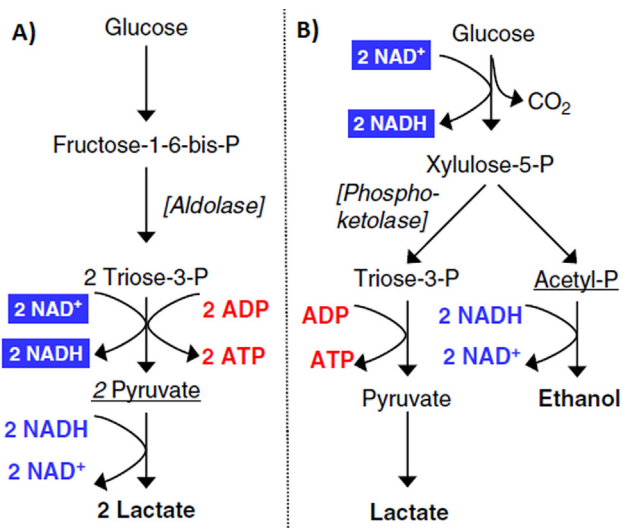 A)
Glucose
Fructose-1-6-bis-P
[Aldolase]
2 Triose-3-P
2 NAD⁺
2 ADP
2 NADH
2 ATP
2 Pyruvate
2 NADH
2 NAD⁺
2 Lactate
B)
Glucose
2 NAD⁺
CO₂
2 NADH
Xylulose-5-P
[Phospho-
ketolase]
Triose-3-P
Acetyl-P
ADP
2 NADH
ATP
2 NAD⁺
Pyruvate
Ethanol
Lactate